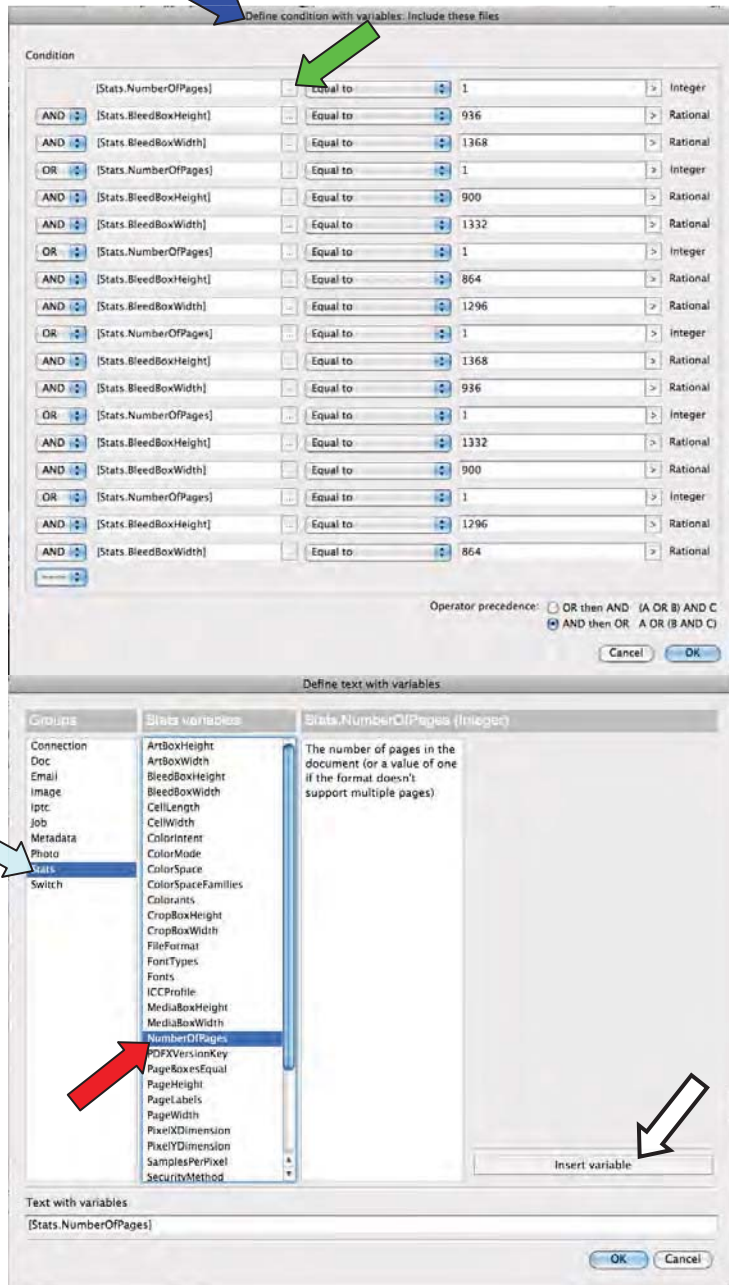 Define condition with variables: Include these files
Condition
[Stats.NumberOfPages] ... Equal to 1 > Integer
AND [Stats.BleedBoxHeight] ... Equal to 936 > Rational
AND [Stats.BleedBoxWidth] ... Equal to 1368 > Rational
OR [Stats.NumberOfPages] ... Equal to 1 > Integer
AND [Stats.BleedBoxHeight] ... Equal to 900 > Rational
AND [Stats.BleedBoxWidth] ... Equal to 1332 > Rational
OR [Stats.NumberOfPages] ... Equal to 1 > Integer
AND [Stats.BleedBoxHeight] ... Equal to 864 > Rational
AND [Stats.BleedBoxWidth] ... Equal to 1296 > Rational
OR [Stats.NumberOfPages] ... Equal to 1 > Integer
AND [Stats.BleedBoxHeight] ... Equal to 1368 > Rational
AND [Stats.BleedBoxWidth] ... Equal to 936 > Rational
OR [Stats.NumberOfPages] ... Equal to 1 > Integer
AND [Stats.BleedBoxHeight] ... Equal to 1332 > Rational
AND [Stats.BleedBoxWidth] ... Equal to 900 > Rational
OR [Stats.NumberOfPages] ... Equal to 1 > Integer
AND [Stats.BleedBoxHeight] ... Equal to 1296 > Rational
AND [Stats.BleedBoxWidth] ... Equal to 864 > Rational
Operator precedence: OR then AND (A OR B) AND C
AND then OR A OR (B AND C)
Cancel OK
Define text with variables
Groups
Connection
Doc
Email
Image
Iptc
Job
Metadata
Photo
Stats
Switch
Stats variables
ArtBoxHeight
ArtBoxWidth
BleedBoxHeight
BleedBoxWidth
CellLength
CellWidth
ColorIntent
ColorMode
ColorSpace
ColorSpaceFamilies
Colorants
CropBoxHeight
CropBoxWidth
FileFormat
FontTypes
Fonts
ICCProfile
MediaBoxHeight
MediaBoxWidth
NumberOfPages
PDFXVersionKey
PageBoxesEqual
PageHeight
PageLabels
PageWidth
PixelXDimension
PixelYDimension
SamplesPerPixel
SecurityMethod
Stats.NumberOfPages (Integer)
The number of pages in the
document (or a value of one
if the format doesn't
support multiple pages)
Insert variable
Text with variables
[Stats.NumberOfPages]
OK Cancel